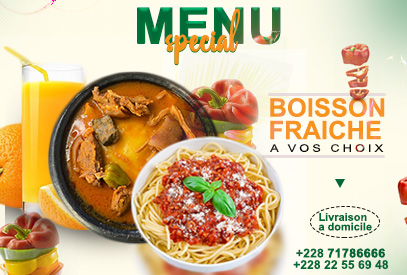 MENU
special
BOISSON
FRAICHE
A VOS CHOIX
Livraison
a domicile
+228 71786666
+228 22 55 69 48